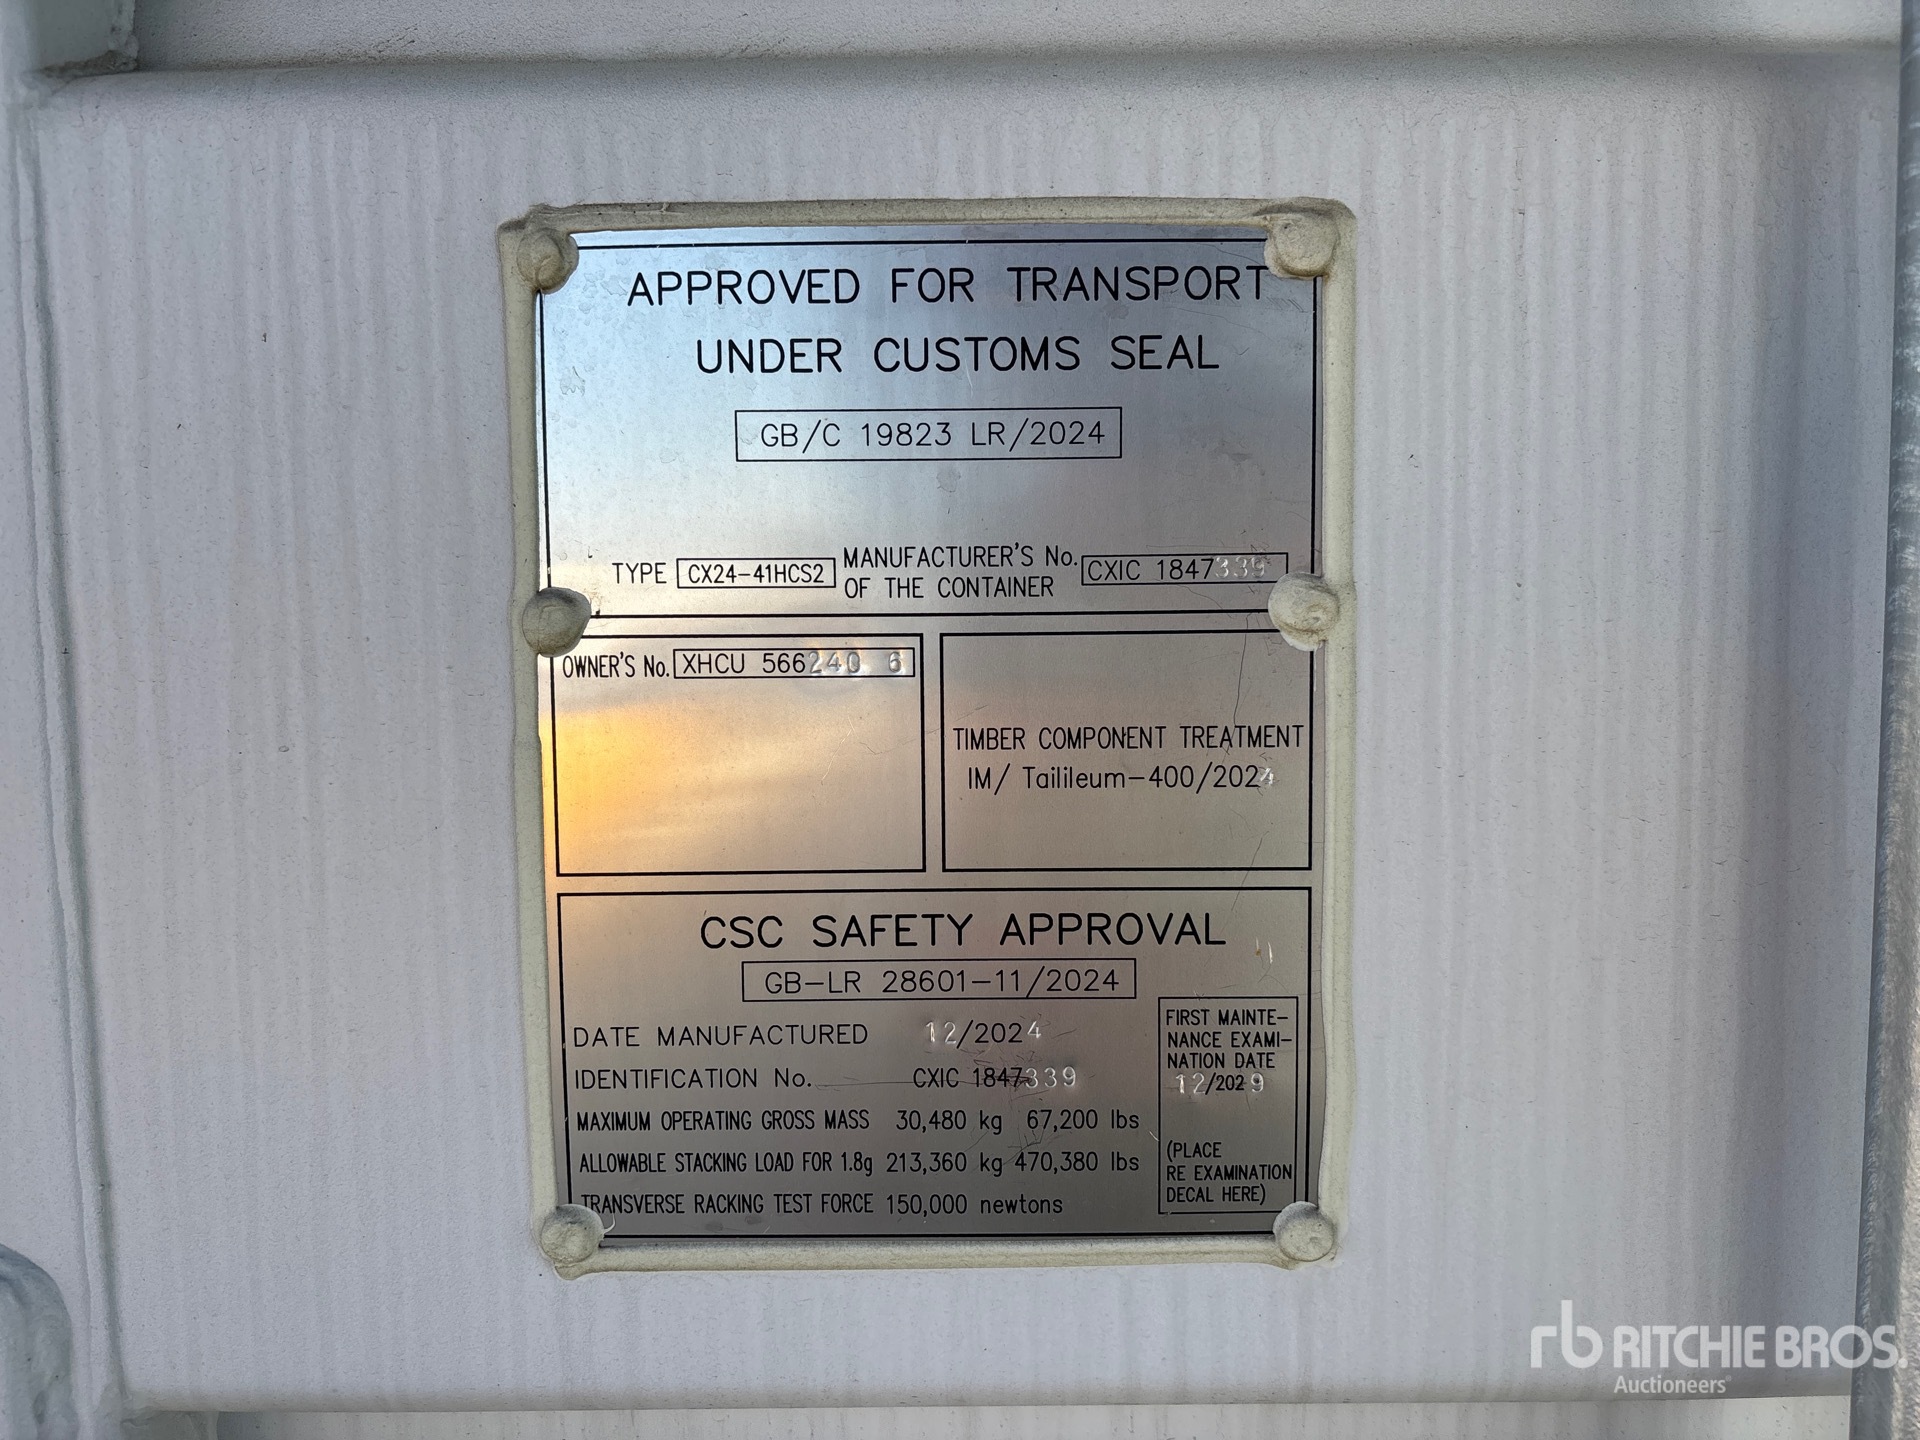 APPROVED FOR TRANSPORT
UNDER CUSTOMS SEAL
GB/C 19823 LR/2024
TYPE CX24-41HCS2 MANUFACTURER'S No. OF THE CONTAINER CXIC 1847339
OWNER'S No. XHCU 566240 6
TIMBER COMPONENT TREATMENT
IM/ Tailileum-400/2024
CSC SAFETY APPROVAL
GB-LR 28601-11/2024
DATE MANUFACTURED 12/2024
IDENTIFICATION No. CXIC 1847339
MAXIMUM OPERATING GROSS MASS 30,480 kg 67,200 lbs
ALLOWABLE STACKING LOAD FOR 1.8g 213,360 kg 470,380 lbs
TRANSVERSE RACKING TEST FORCE 150,000 newtons
FIRST MAINTE-
NANCE EXAMI-
NATION DATE
12/2029
(PLACE
RE EXAMINATION
DECAL HERE)
rb RITCHIE BROS.
Auctioneers